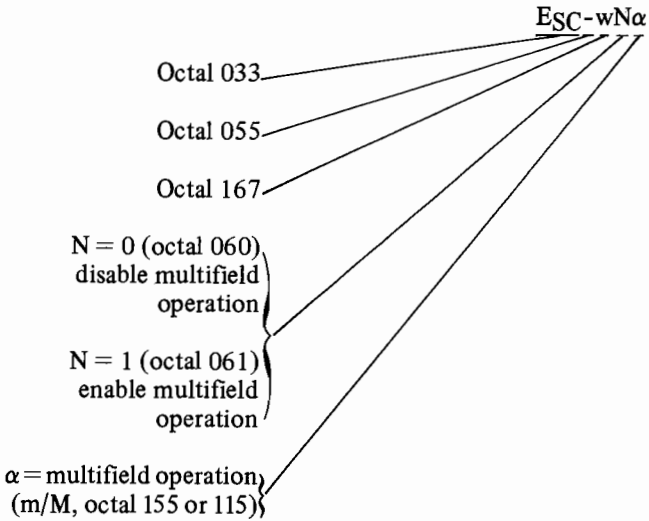 ESC-wNα
Octal 033
Octal 055
Octal 167
N = 0 (octal 060)
disable multifield
operation
N = 1 (octal 061)
enable multifield
operation
α = multifield operation
(m/M, octal 155 or 115)